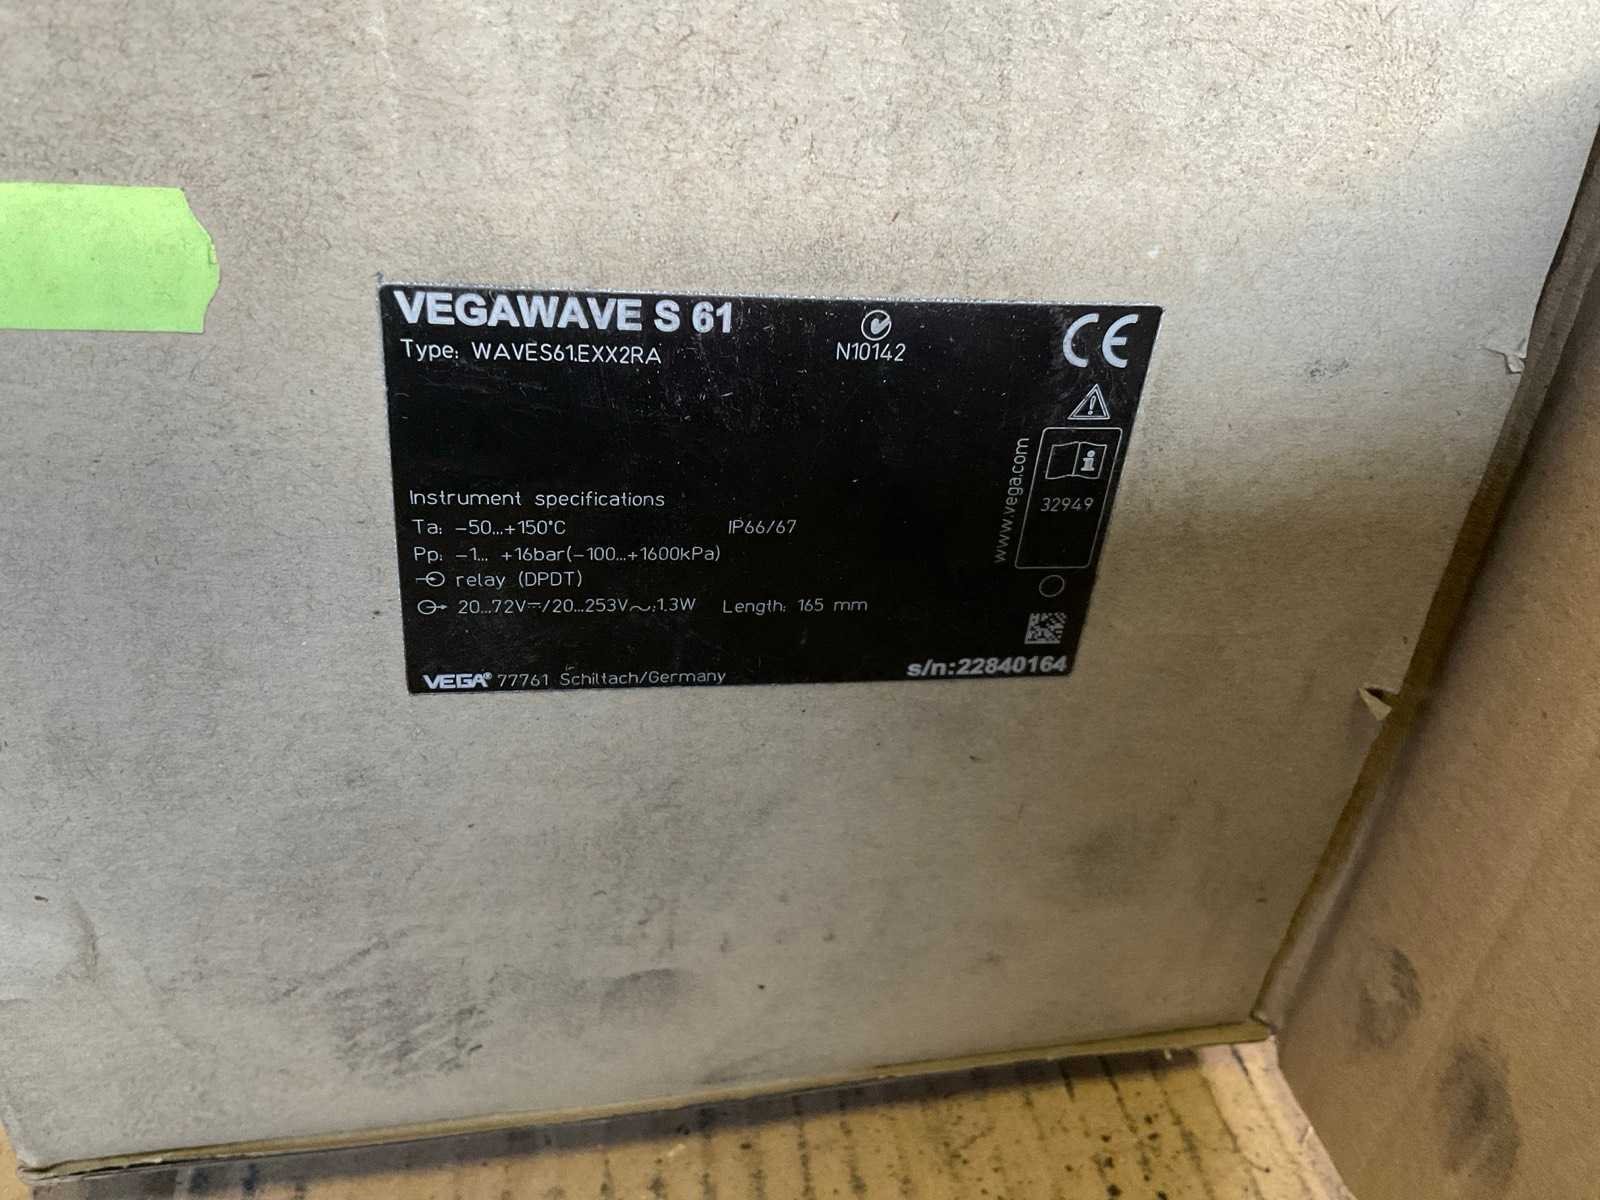 VEGAWAVE S 61
Type: WAVES61.EXX2RA
N10142
CE
www.vega.com
32949
Instrument specifications
Ta: -50...+150°C IP66/67
Pp: -1... +16bar(-100...+1600kPa)
relay (DPDT)
20...72V⎓/20...253V~;1.3W Length: 165 mm
s/n:22840164
VEGA® 77761 Schiltach/Germany